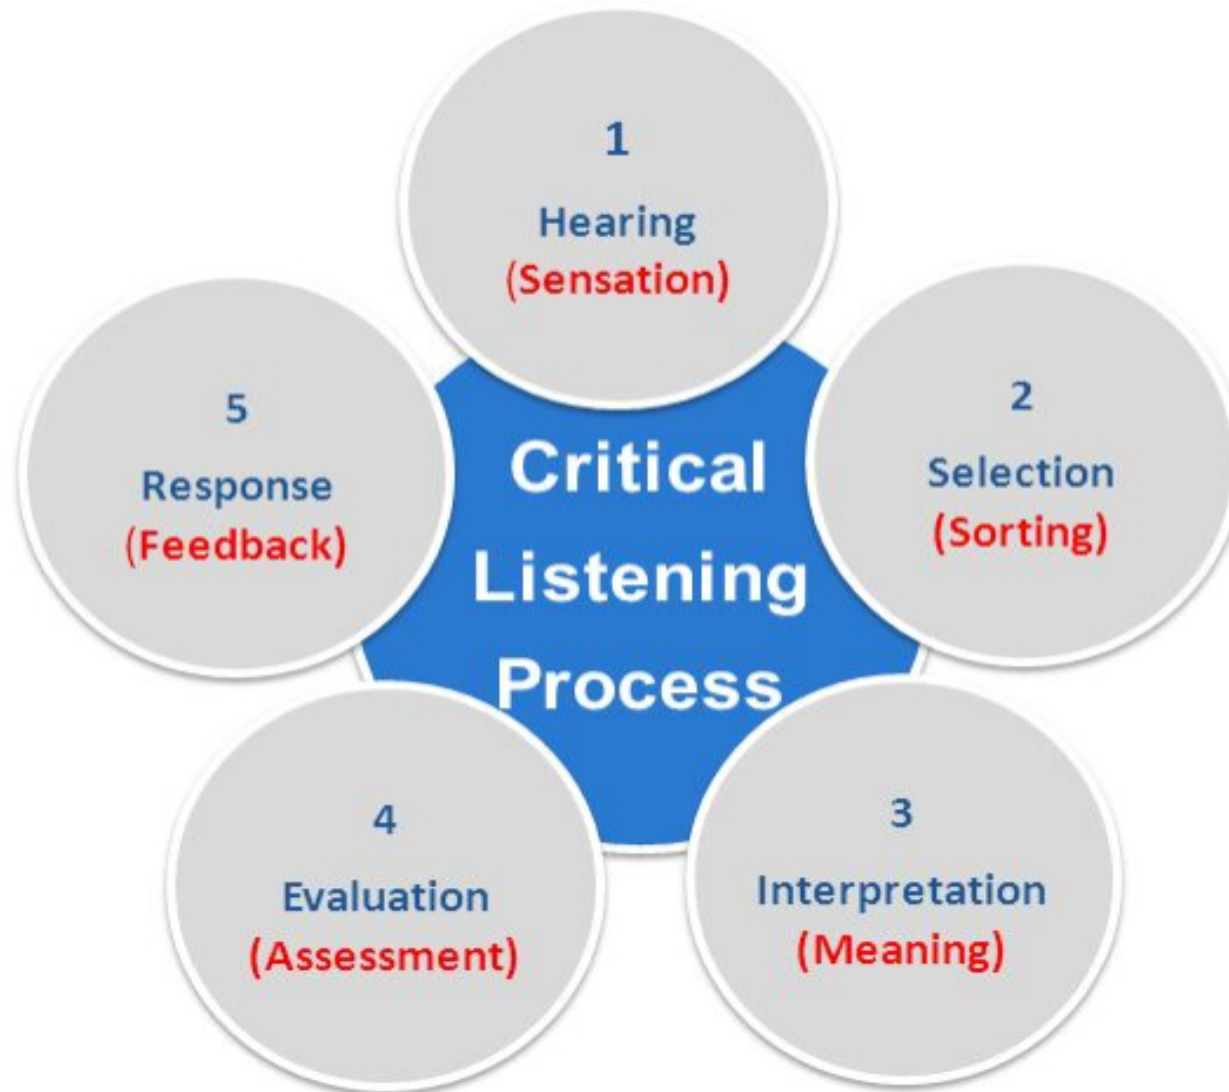 1
Hearing
(Sensation)
2
Selection
(Sorting)
3
Interpretation
(Meaning)
4
Evaluation
(Assessment)
5
Response
(Feedback)
Critical
Listening
Process